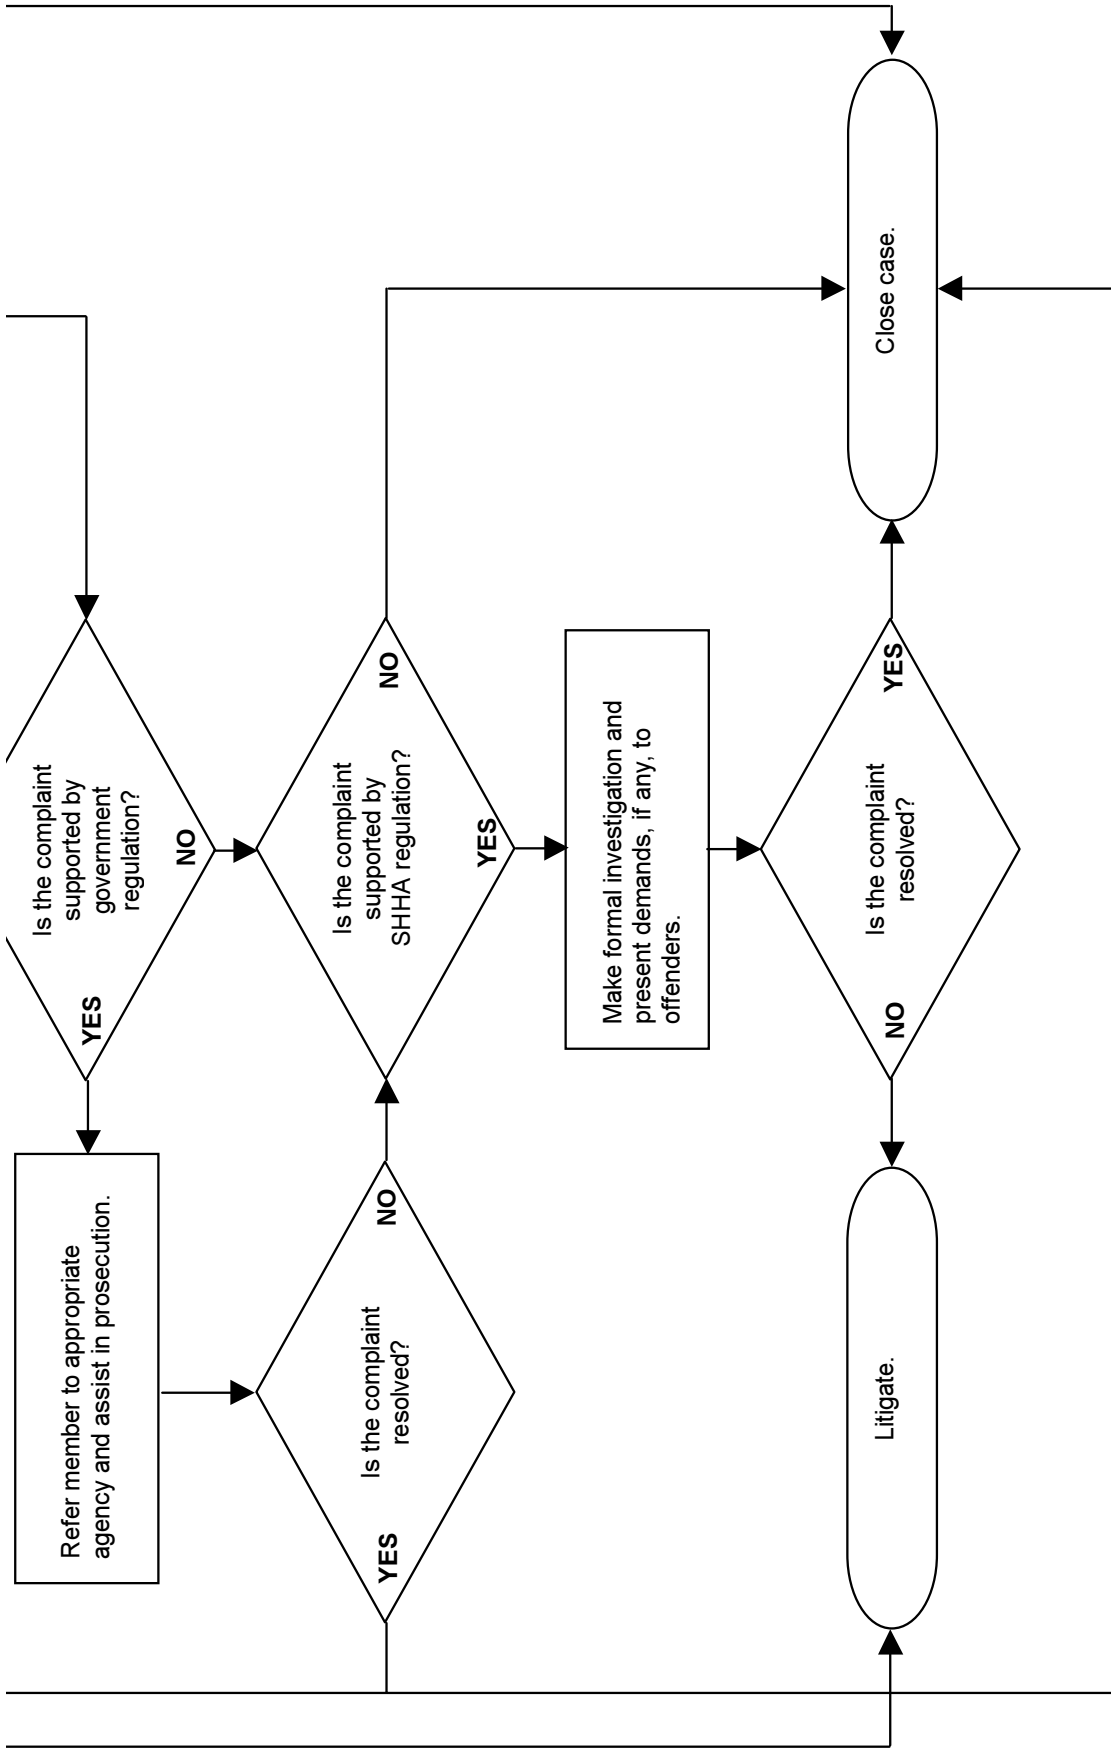 Is the complaint
supported by
government
regulation?
YES
NO
Refer member to appropriate
agency and assist in prosecution.
Is the complaint
resolved?
YES
NO
Is the complaint
supported by
SHHA regulation?
NO
YES
Make formal investigation and
present demands, if any, to
offenders.
Is the complaint
resolved?
NO
YES
Litigate.
Close case.